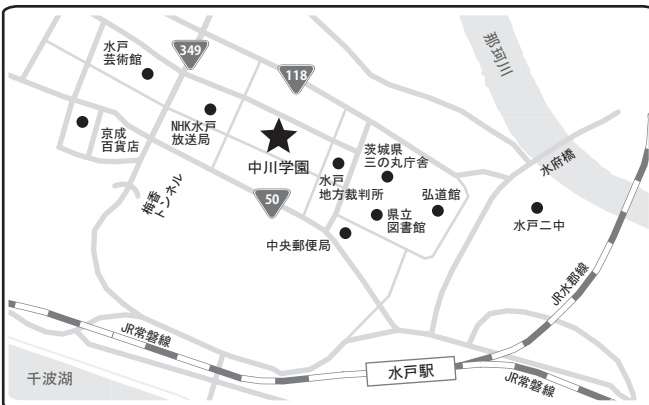 水戸
芸術館
349
118
那珂川
京成
百貨店
NHK水戸
放送局
中川学園
茨城県
三の丸庁舎
水戸
地方裁判所
水府橋
弘道館
県立
図書館
水戸二中
梅香
トンネル
50
中央郵便局
JR水郡線
JR常磐線
水戸駅
JR常磐線
千波湖